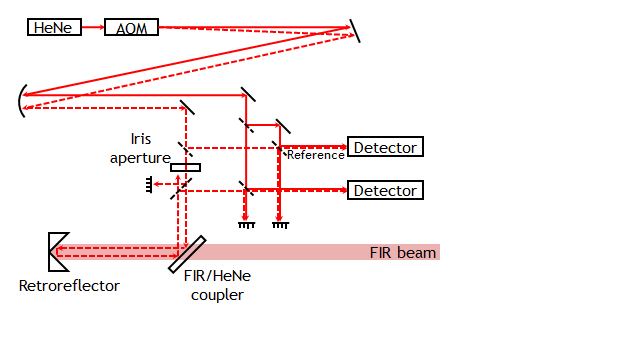 HeNe
AOM
Iris
aperture
Reference
Detector
Detector
FIR beam
Retroreflector
FIR/HeNe
coupler